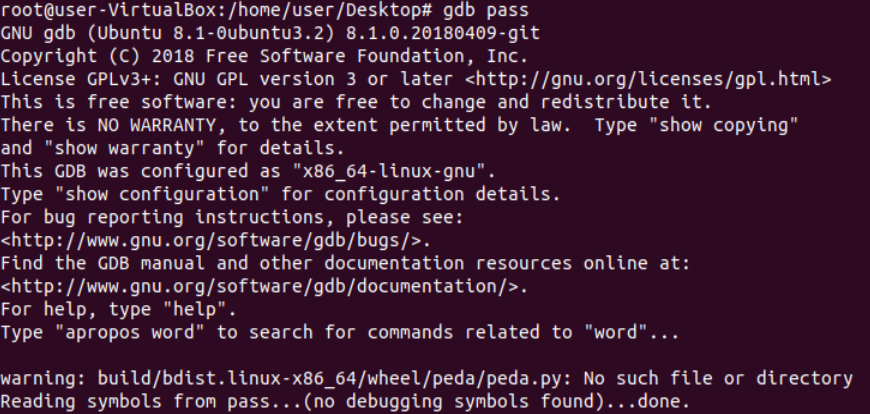 root@user-VirtualBox:/home/user/Desktop# gdb pass
GNU gdb (Ubuntu 8.1-0ubuntu3.2) 8.1.0.20180409-git
Copyright (C) 2018 Free Software Foundation, Inc.
License GPLv3+: GNU GPL version 3 or later <http://gnu.org/licenses/gpl.html>
This is free software: you are free to change and redistribute it.
There is NO WARRANTY, to the extent permitted by law.  Type "show copying"
and "show warranty" for details.
This GDB was configured as "x86_64-linux-gnu".
Type "show configuration" for configuration details.
For bug reporting instructions, please see:
<http://www.gnu.org/software/gdb/bugs/>.
Find the GDB manual and other documentation resources online at:
<http://www.gnu.org/software/gdb/documentation/>.
For help, type "help".
Type "apropos word" to search for commands related to "word"...
warning: build/bdist.linux-x86_64/wheel/peda/peda.py: No such file or directory
Reading symbols from pass...(no debugging symbols found)...done.